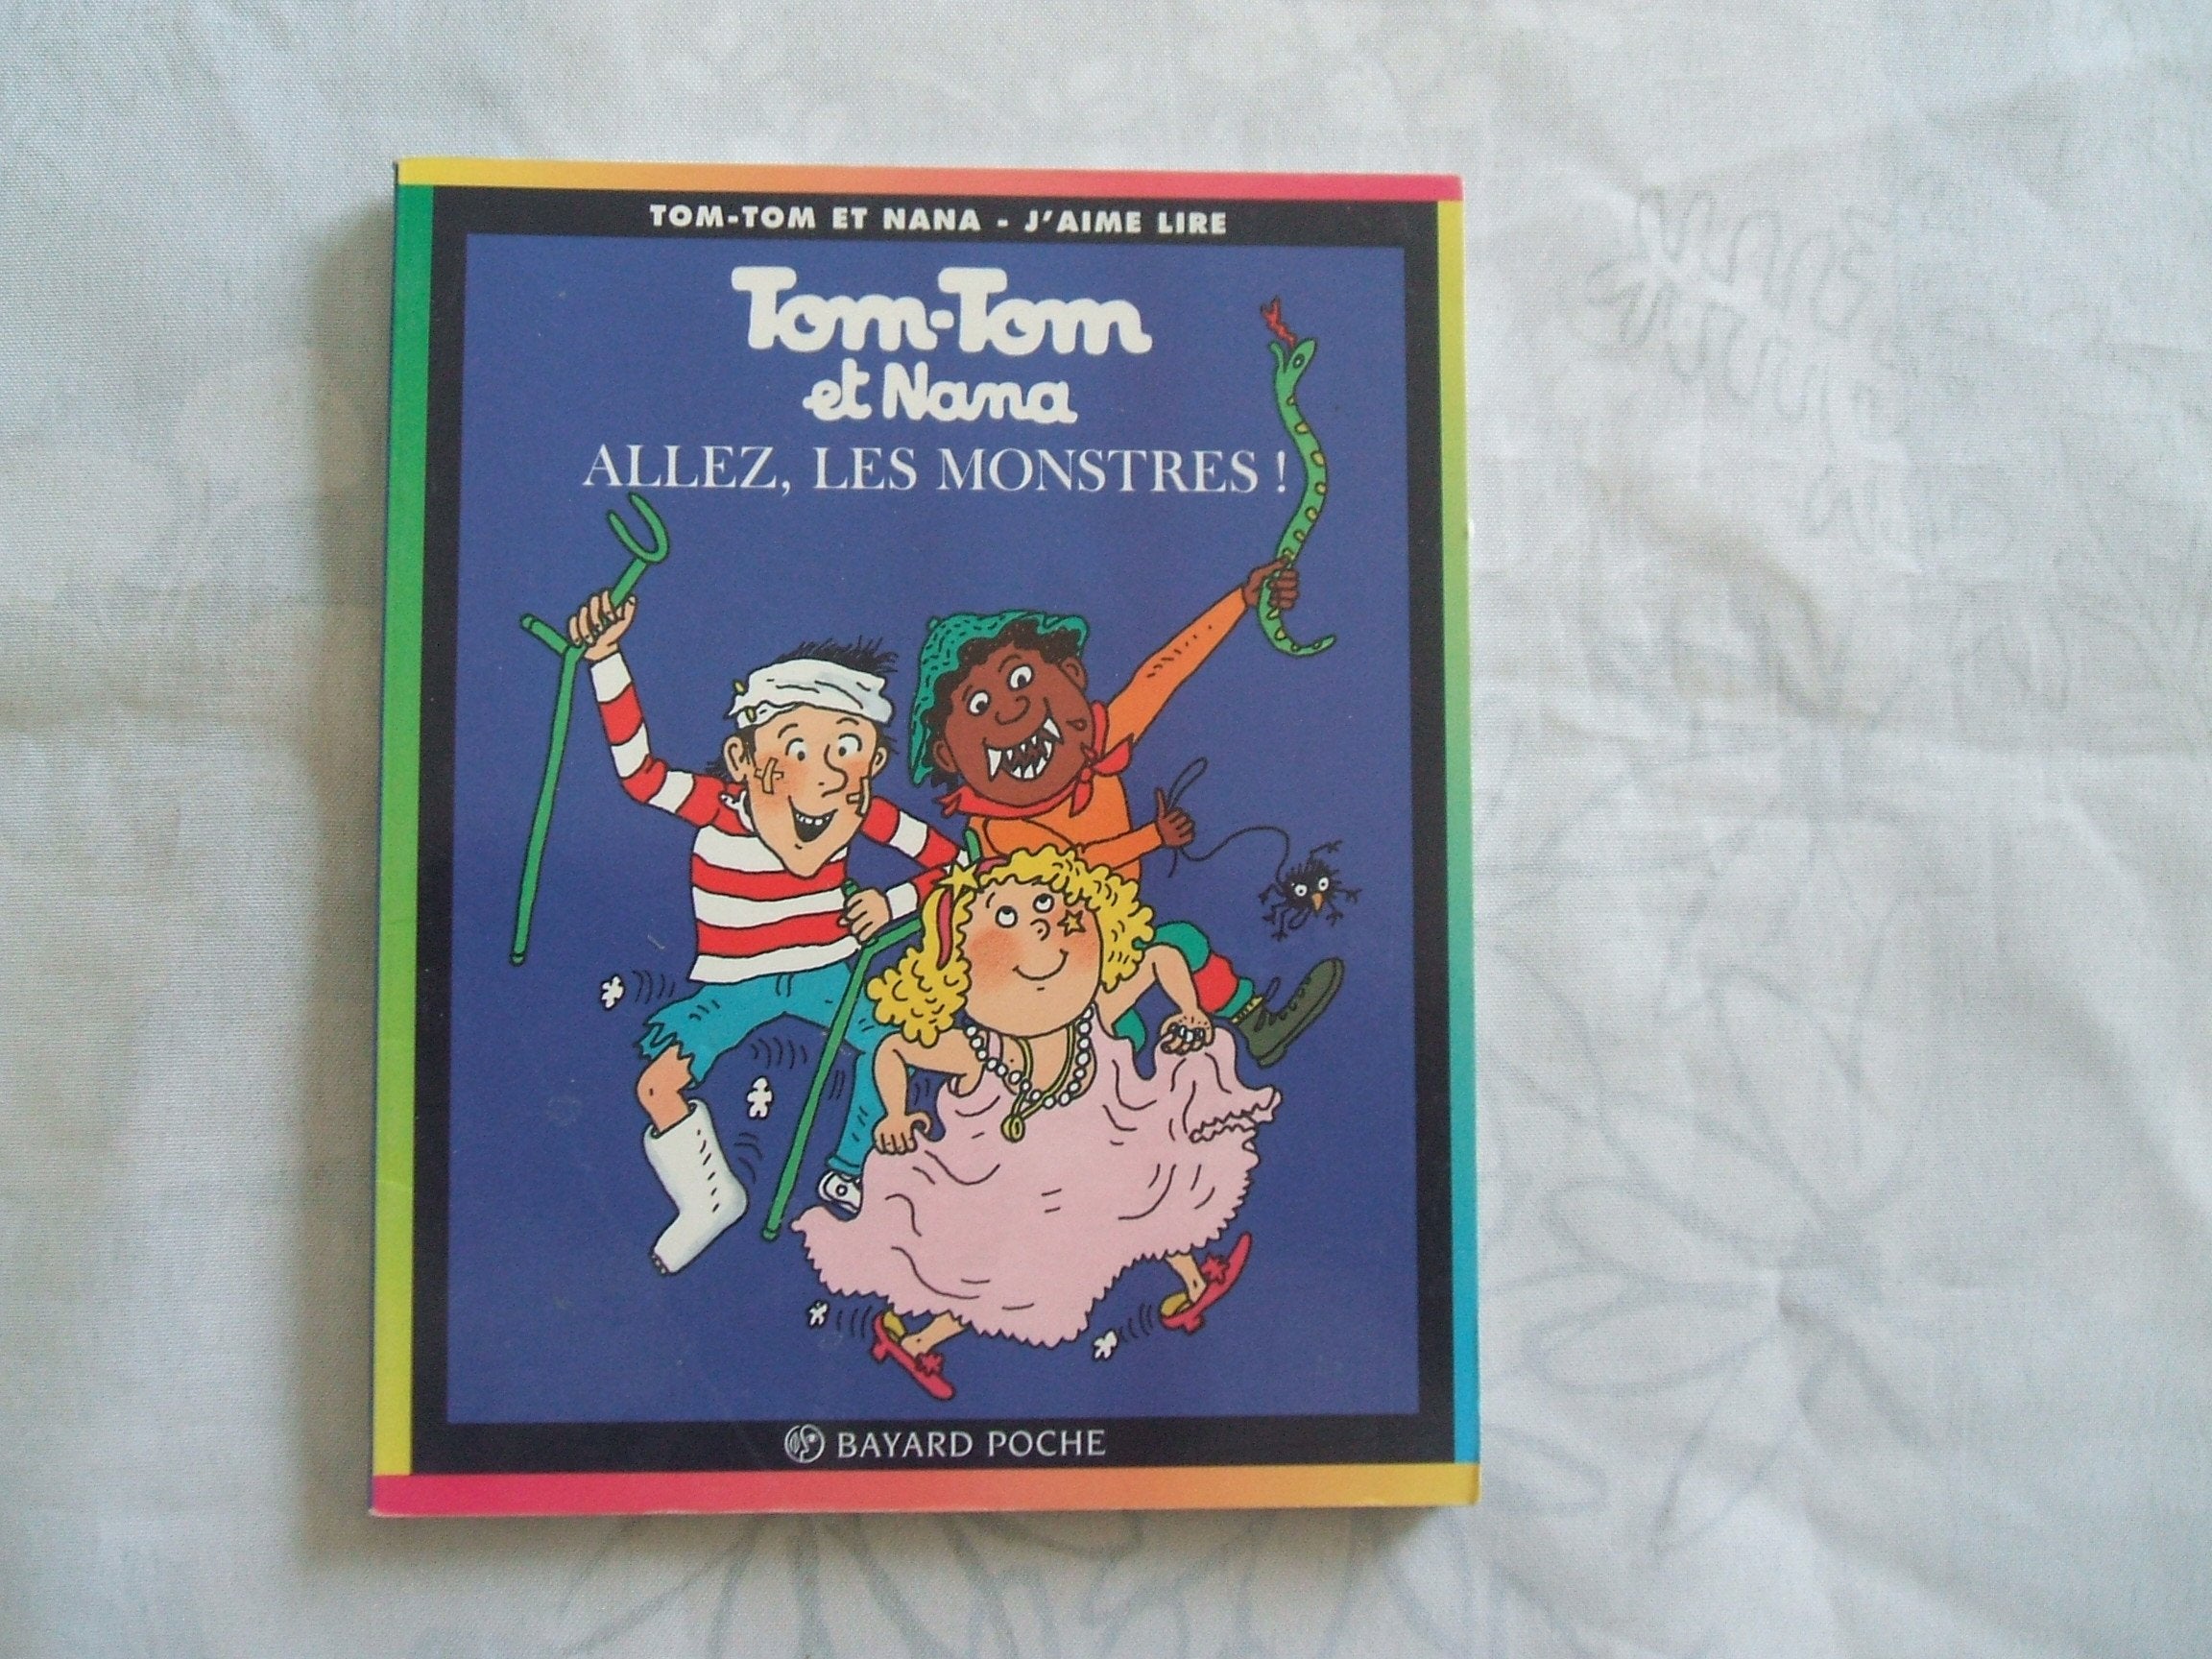 TOM-TOM ET NANA - J'AIME LIRE
Tom-Tom
et Nana
ALLEZ, LES MONSTRES !
BAYARD POCHE